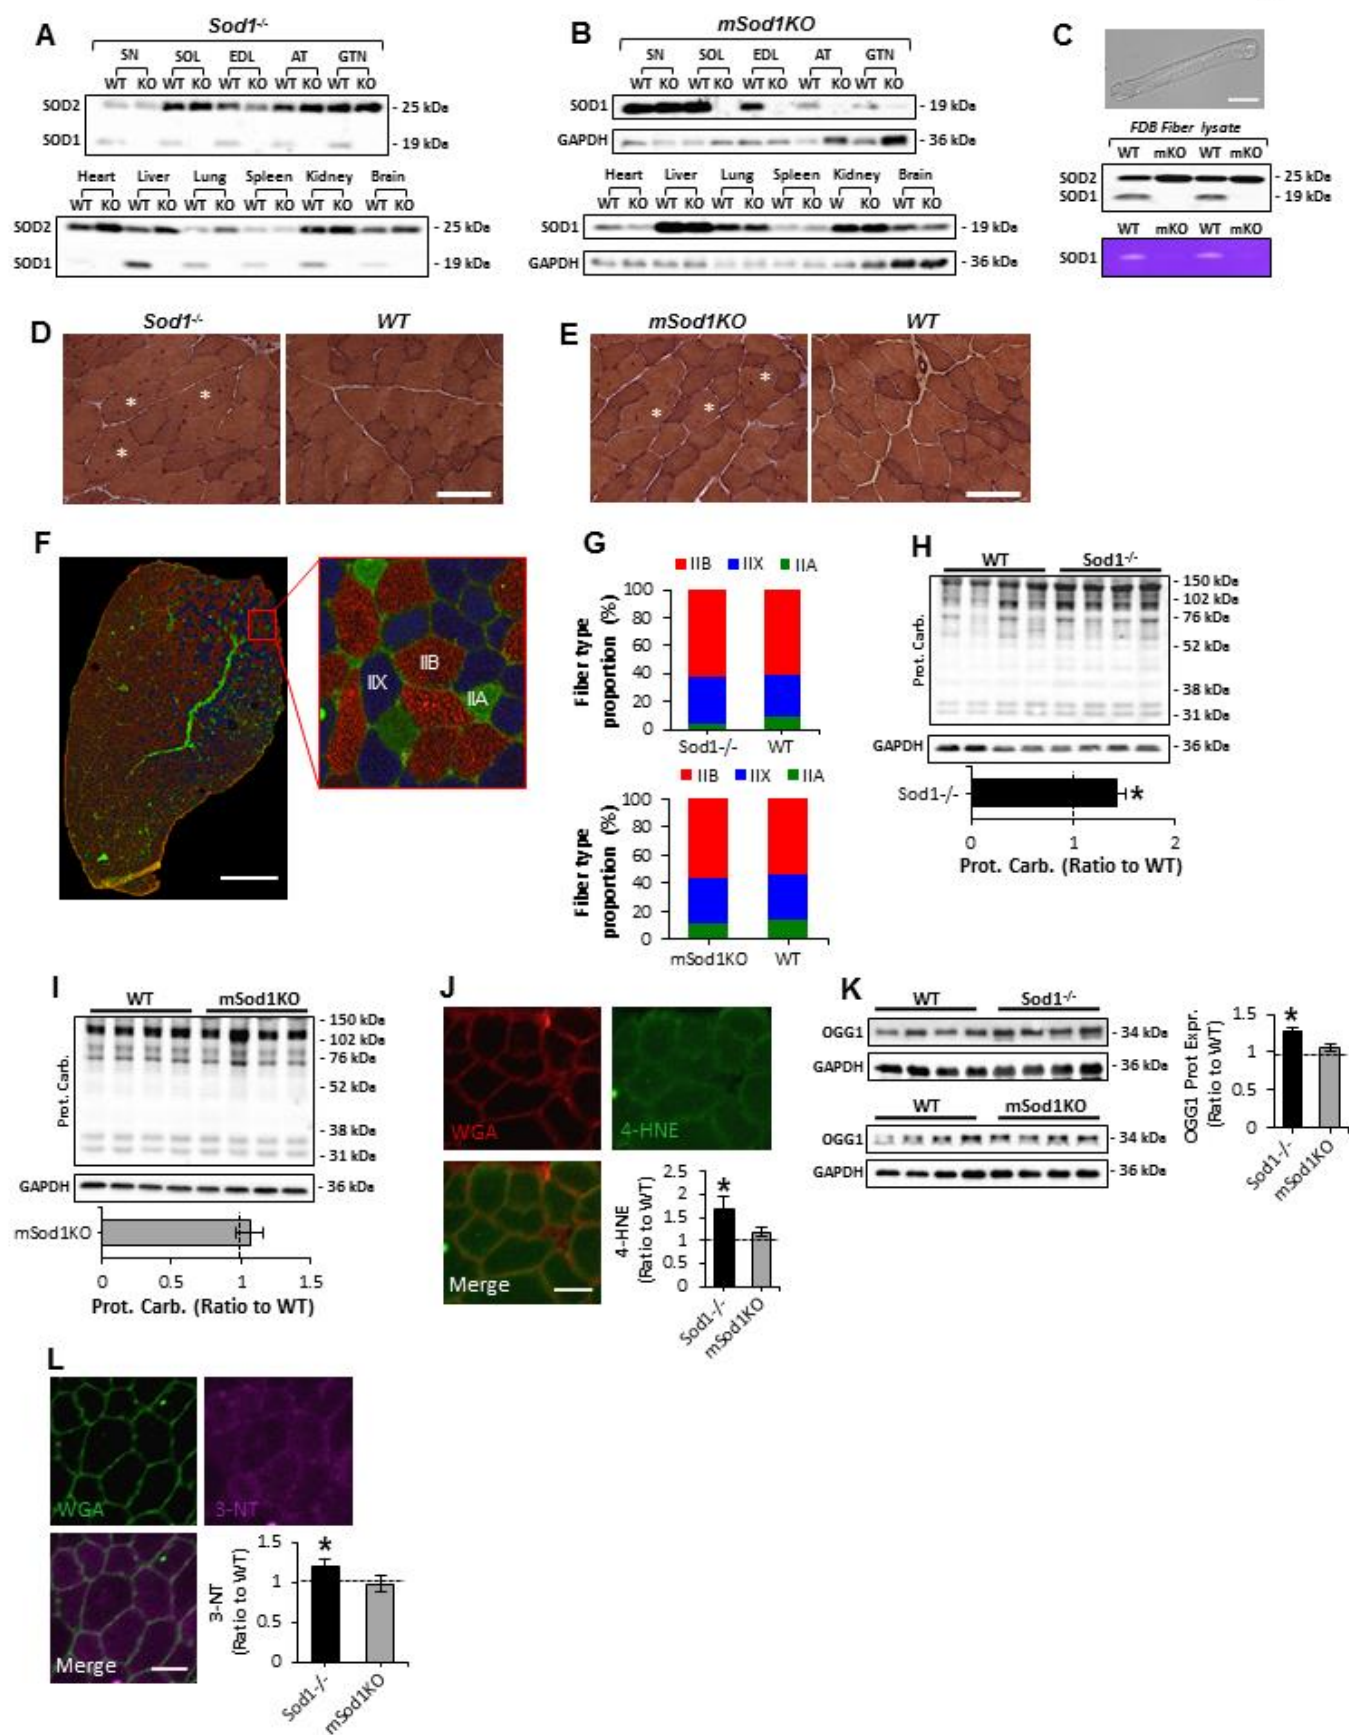 A
Sod1-/-
SN SOL EDL AT GTN
WT KO WT KO WT KO WT KO WT KO
SOD2 - 25 kDa
SOD1 - 19 kDa
Heart Liver Lung Spleen Kidney Brain
WT KO WT KO WT KO WT KO WT KO WT KO
SOD2 - 25 kDa
SOD1 - 19 kDa
B
mSod1KO
SN SOL EDL AT GTN
WT KO WT KO WT KO WT KO WT KO
SOD1 - 19 kDa
GAPDH - 36 kDa
Heart Liver Lung Spleen Kidney Brain
WT KO WT KO WT KO WT KO W KO WT KO
SOD1 - 19 kDa
GAPDH - 36 kDa
C
FDB Fiber lysate
WT mKO WT mKO
SOD2 - 25 kDa
SOD1 - 19 kDa
WT mKO WT mKO
SOD1
D
Sod1-/- WT
* * *
E
mSod1KO WT
* * *
F
IIB
IIX
IIA
G
IIB IIX IIA
Fiber type proportion (%)
100
80
60
40
20
0
Sod1-/- WT
IIB IIX IIA
Fiber type proportion (%)
100
80
60
40
20
0
mSod1KO WT
H
WT Sod1-/-
Prot. Carb.
- 150 kDa
- 102 kDa
- 76 kDa
- 52 kDa
- 38 kDa
- 31 kDa
GAPDH - 36 kDa
Sod1-/- *
0 1 2
Prot. Carb. (Ratio to WT)
I
WT mSod1KO
Prot. Carb.
- 150 kDa
- 102 kDa
- 76 kDa
- 52 kDa
- 38 kDa
- 31 kDa
GAPDH - 36 kDa
mSod1KO
0 0.5 1 1.5
Prot. Carb. (Ratio to WT)
J
WGA
4-HNE
Merge
4-HNE
(Ratio to WT)
2.5
2
1.5
1
0.5
0
*
Sod1-/-
mSod1KO
K
WT Sod1-/-
OGG1 - 34 kDa
GAPDH - 36 kDa
WT mSod1KO
OGG1 - 34 kDa
GAPDH - 36 kDa
OGG1 Prot Expr.
(Ratio to WT)
1.5
1
0.5
0
*
Sod1-/-
mSod1KO
L
WGA
3-NT
Merge
3-NT
(Ratio to WT)
1.5
1
0.5
0
*
Sod1-/-
mSod1KO